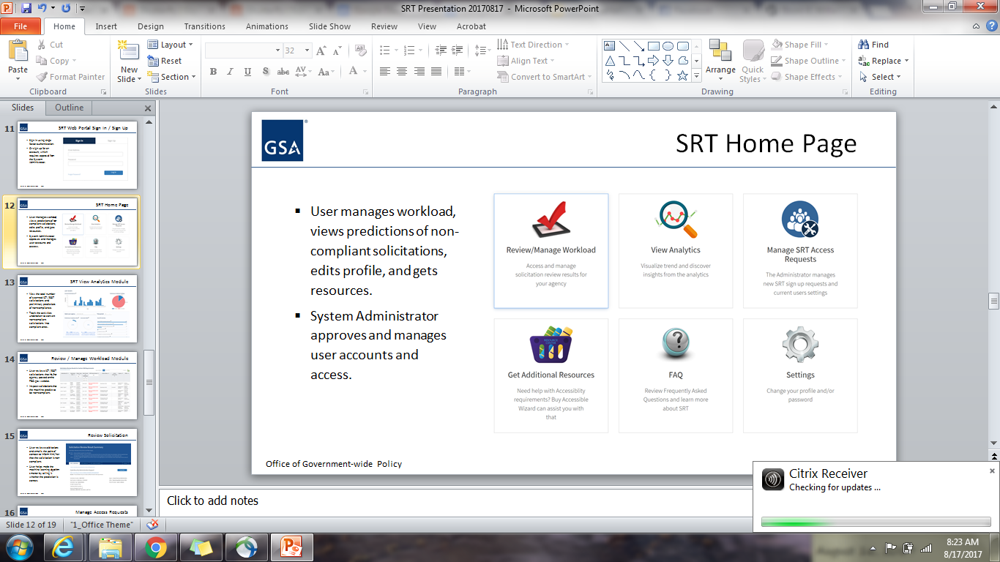 SRT Presentation 20170817 - Microsoft PowerPoint
File Home Insert Design Transitions Animations Slide Show Review View Acrobat
Paste
Cut
Copy
Format Painter
Clipboard
New
Slide
Layout
Reset
Section
Slides
32
B I U S abc AV Aa A
Font
Text Direction
Align Text
Convert to SmartArt
Paragraph
Arrange
Quick
Styles
Shape Fill
Shape Outline
Shape Effects
Drawing
Find
Replace
Select
Editing
Slides Outline
11
SRT Web Portal Sign In / Sign Up
12
SRT Home Page
13
SRT View Analytics Module
14
Review / Manage Workload Module
15
Review Solicitation
16
Manage Access Requests
GSA
SRT Home Page
User manages workload,
views predictions of non-
compliant solicitations,
edits profile, and gets
resources.
System Administrator
approves and manages
user accounts and
access.
Review/Manage Workload
Access and manage
solicitation review results for
your agency
View Analytics
Visualize trend and discover
insights from the analytics
Manage SRT Access
Requests
The Administrator manages
new SRT sign up requests and
current users settings
RESOURCE
CENTER
Get Additional Resources
Need help with Accessiblity
requirements? Buy Accessible
Wizard can assist you with
that
FAQ
Review Frequently Asked
Questions and learn more
about SRT
Settings
Change your profile and/or
password
Office of Government-wide Policy
Click to add notes
Citrix Receiver
Checking for updates ...
Slide 12 of 19 "1_Office Theme"
8:23 AM
8/17/2017